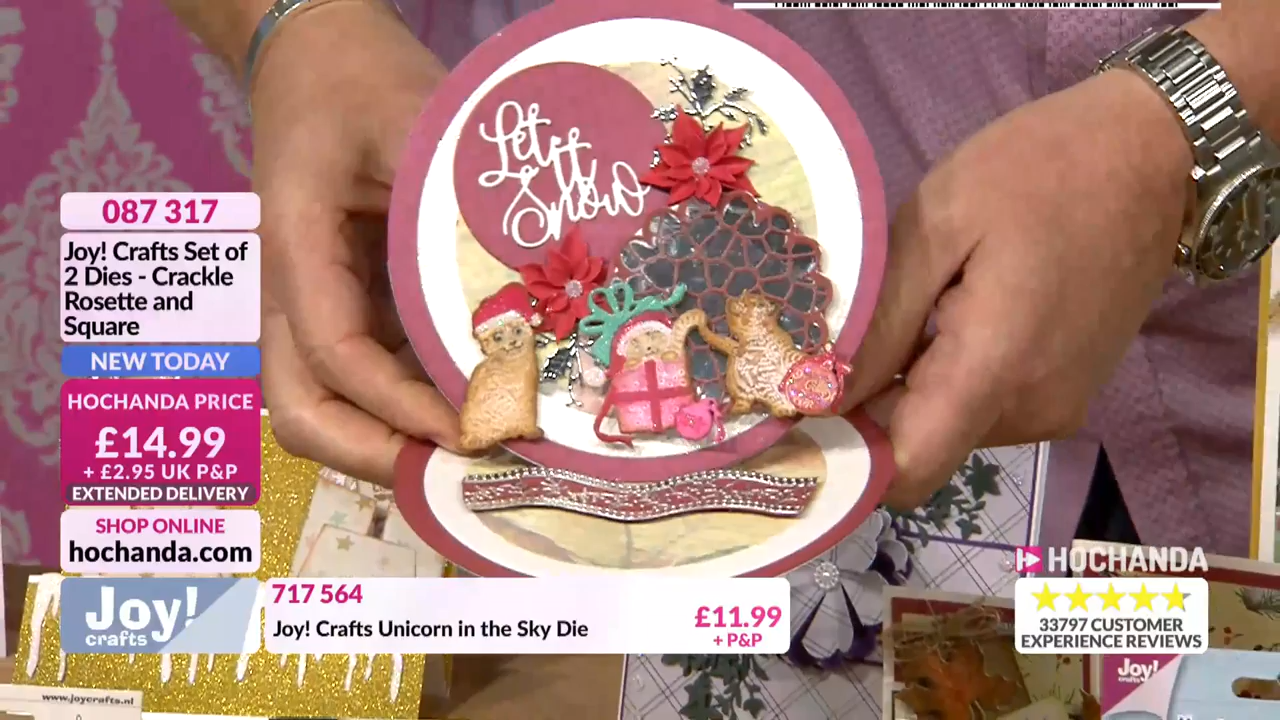 087 317
Joy! Crafts Set of
2 Dies - Crackle
Rosette and
Square
NEW TODAY
HOCHANDA PRICE
£14.99
+ £2.95 UK P&P
EXTENDED DELIVERY
SHOP ONLINE
hochanda.com
Joy!
crafts
717 564
Joy! Crafts Unicorn in the Sky Die
£11.99
+ P&P
HOCHANDA
33797 CUSTOMER
EXPERIENCE REVIEWS
Let
it
Snow
www.joycrafts.nl
Joy!
crafts